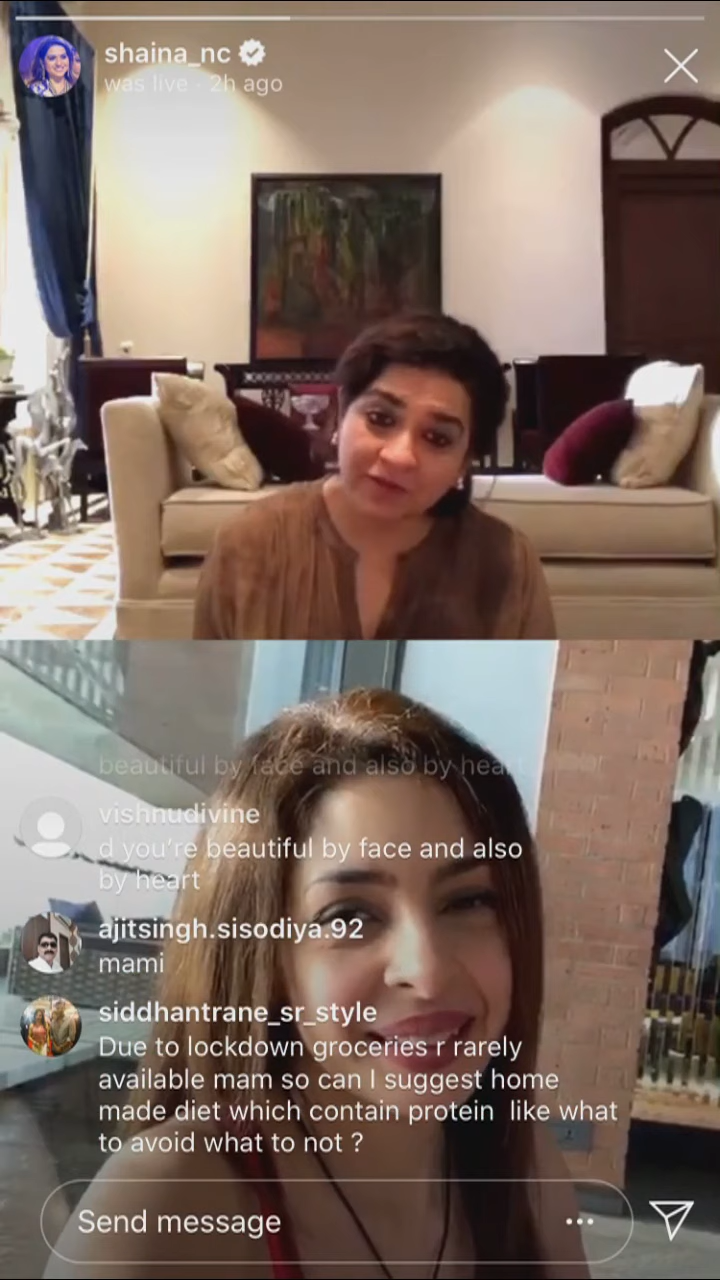 shaina_nc
was live · 2h ago
beautiful by face and also by heart
vishnudivine
d you're beautiful by face and also
by heart
ajitsingh.sisodiya.92
mami
siddhantrane_sr_style
Due to lockdown groceries r rarely
available mam so can I suggest home
made diet which contain protein  like what
to avoid what to not ?
Send message